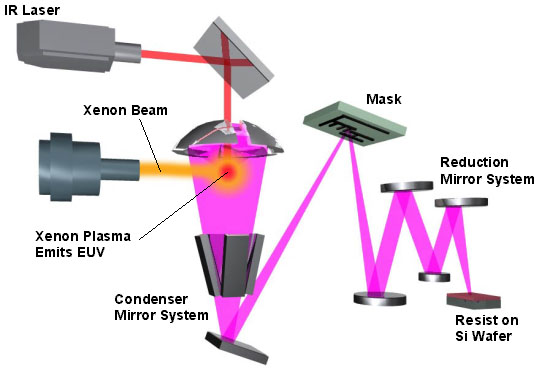 IR Laser
Xenon Beam
Mask
Reduction
Mirror System
Xenon Plasma
Emits EUV
Condenser
Mirror System
Resist on
Si Wafer